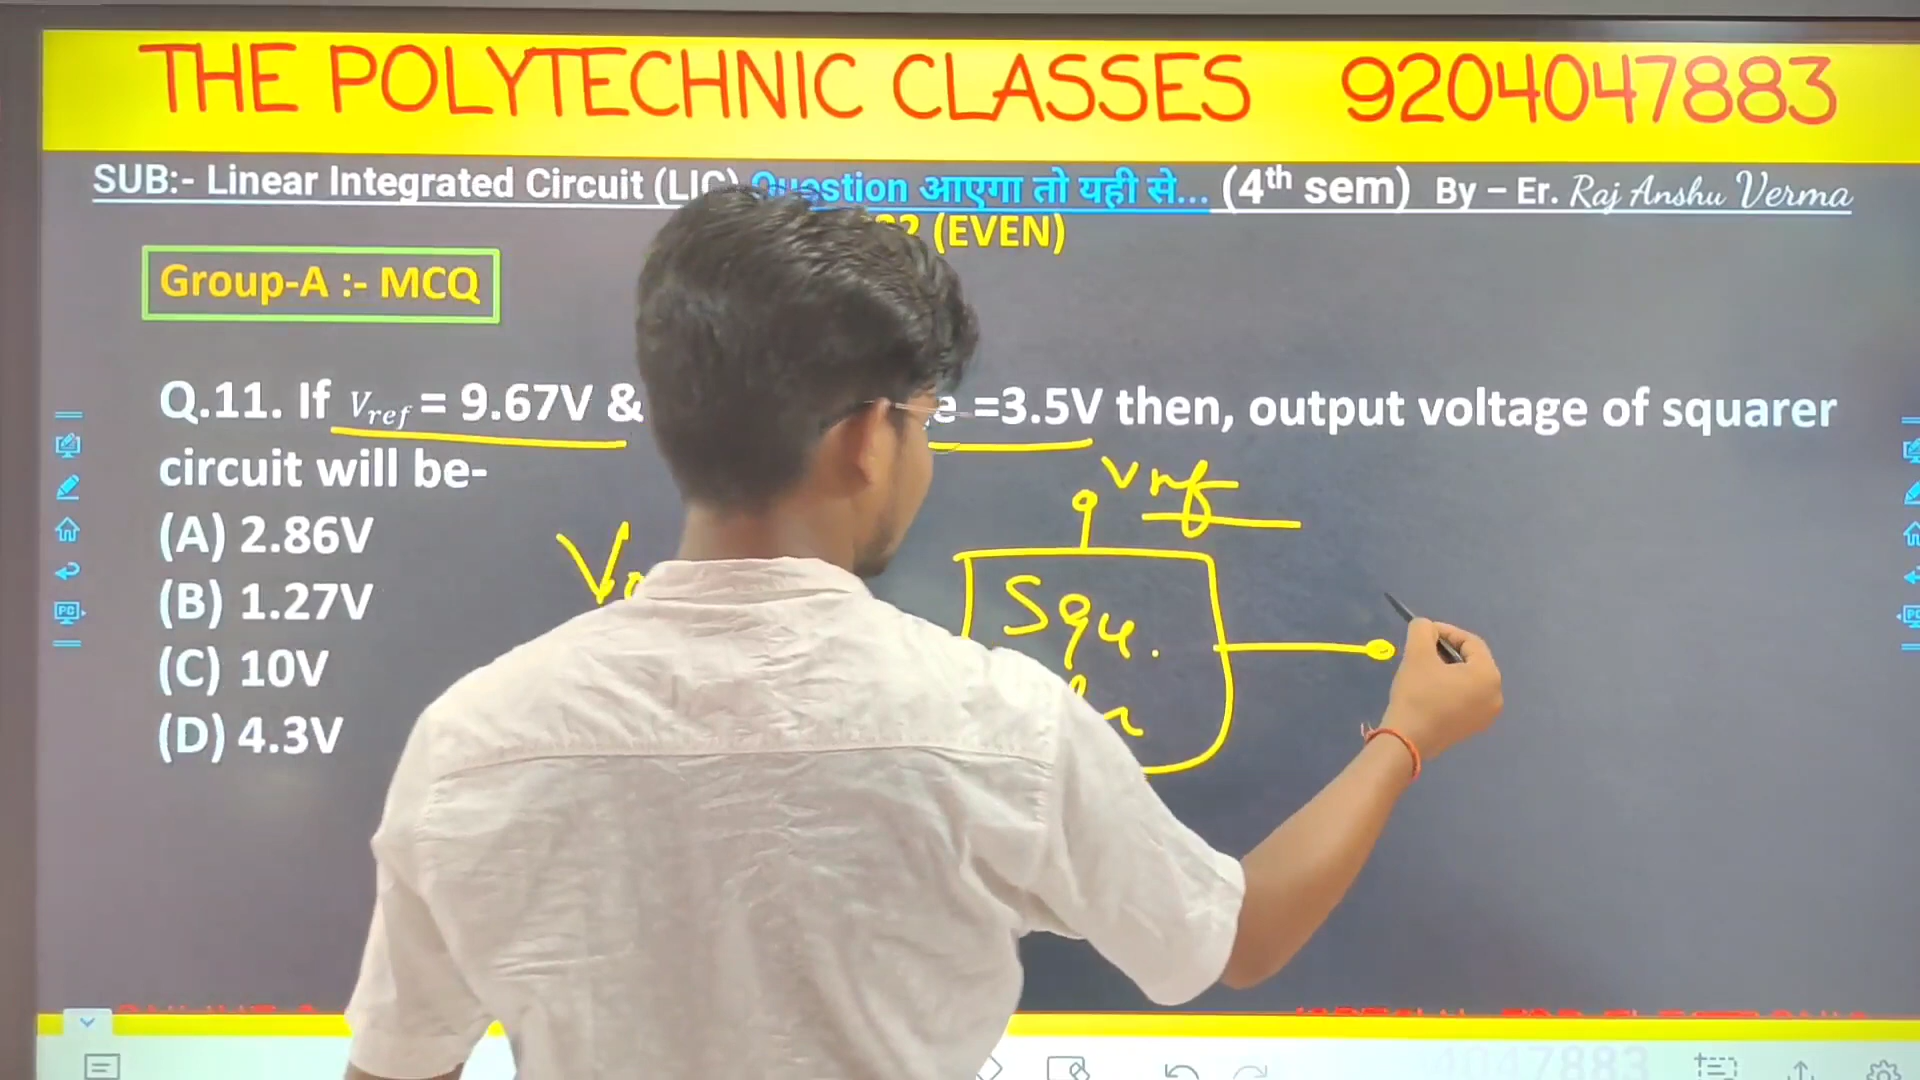 THE POLYTECHNIC CLASSES 9204047883
SUB:- Linear Integrated Circuit (LIC) Question आएगा तो यही से... (4th sem) By – Er. Raj Anshu Verma
(EVEN)
Group-A :- MCQ
Q.11. If Vref = 9.67V & =3.5V then, output voltage of squarer
circuit will be-
Vref
(A) 2.86V
(B) 1.27V
Squ.
(C) 10V
(D) 4.3V